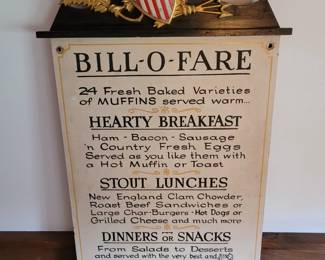 BILL-O-FARE
24 Fresh Baked Varieties
of MUFFINS served warm...
HEARTY BREAKFAST
Ham - Bacon - Sausage
'n Country Fresh Eggs
Served as you like them with
a Hot Muffin or Toast
STOUT LUNCHES
New England Clam Chowder,
Roast Beef Sandwiches or
Large Char-Burgers - Hot Dogs or
Grilled Cheese and much more
DINNERS OR SNACKS
From Salads to Desserts
and served with the very best and